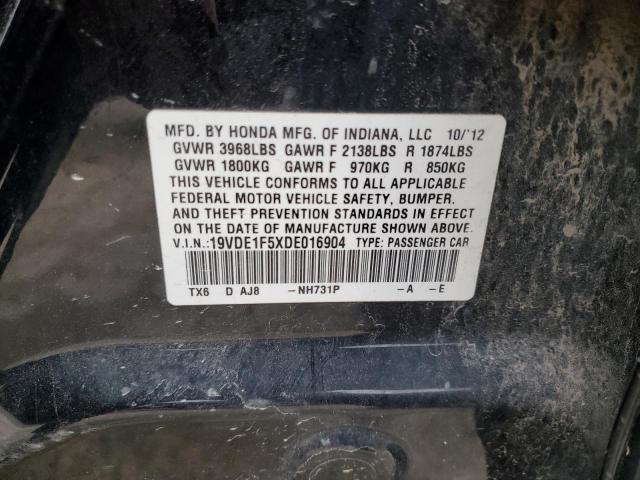 MFD. BY HONDA MFG. OF INDIANA, LLC 10/'12
GVWR 3968LBS GAWR F 2138LBS R 1874LBS
GVWR 1800KG GAWR F 970KG R 850KG
THIS VEHICLE CONFORMS TO ALL APPLICABLE
FEDERAL MOTOR VEHICLE SAFETY, BUMPER,
AND THEFT PREVENTION STANDARDS IN EFFECT
ON THE DATE OF MANUFACTURE SHOWN ABOVE.
V.I.N.:19VDE1F5XDE016904 TYPE: PASSENGER CAR
TX6 D AJ8 -NH731P -A -E